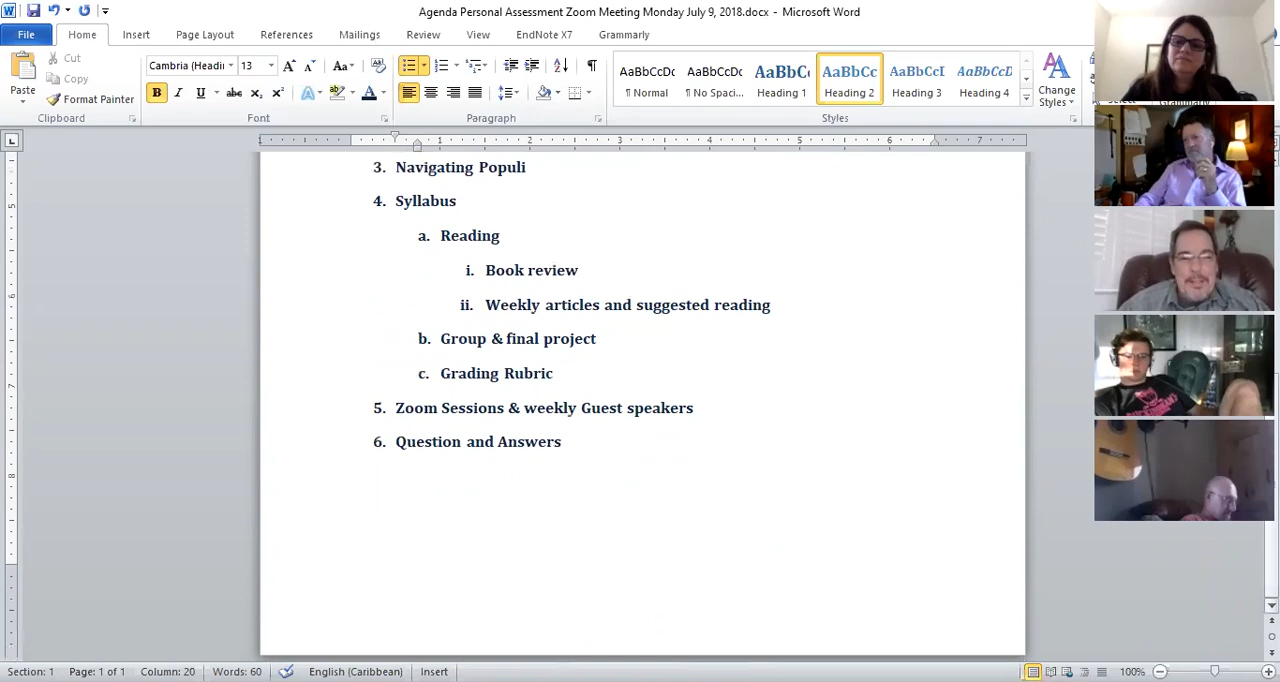 Agenda Personal Assessment Zoom Meeting Monday July 9, 2018.docx - Microsoft Word
File Home Insert Page Layout References Mailings Review View EndNote X7 Grammarly
Paste
Cut
Copy
Format Painter
Clipboard
Cambria (Headi 13
Font
Paragraph
AaBbCcDc AaBbCcDc AaBbC AaBbCc AaBbCcI AaBbCcD
¶ Normal ¶ No Spaci... Heading 1 Heading 2 Heading 3 Heading 4
Change Styles
Select
Styles
3. Navigating Populi
4. Syllabus
a. Reading
i. Book review
ii. Weekly articles and suggested reading
b. Group & final project
c. Grading Rubric
5. Zoom Sessions & weekly Guest speakers
6. Question and Answers
Section: 1 Page: 1 of 1 Column: 20 Words: 60 English (Caribbean) Insert 100%